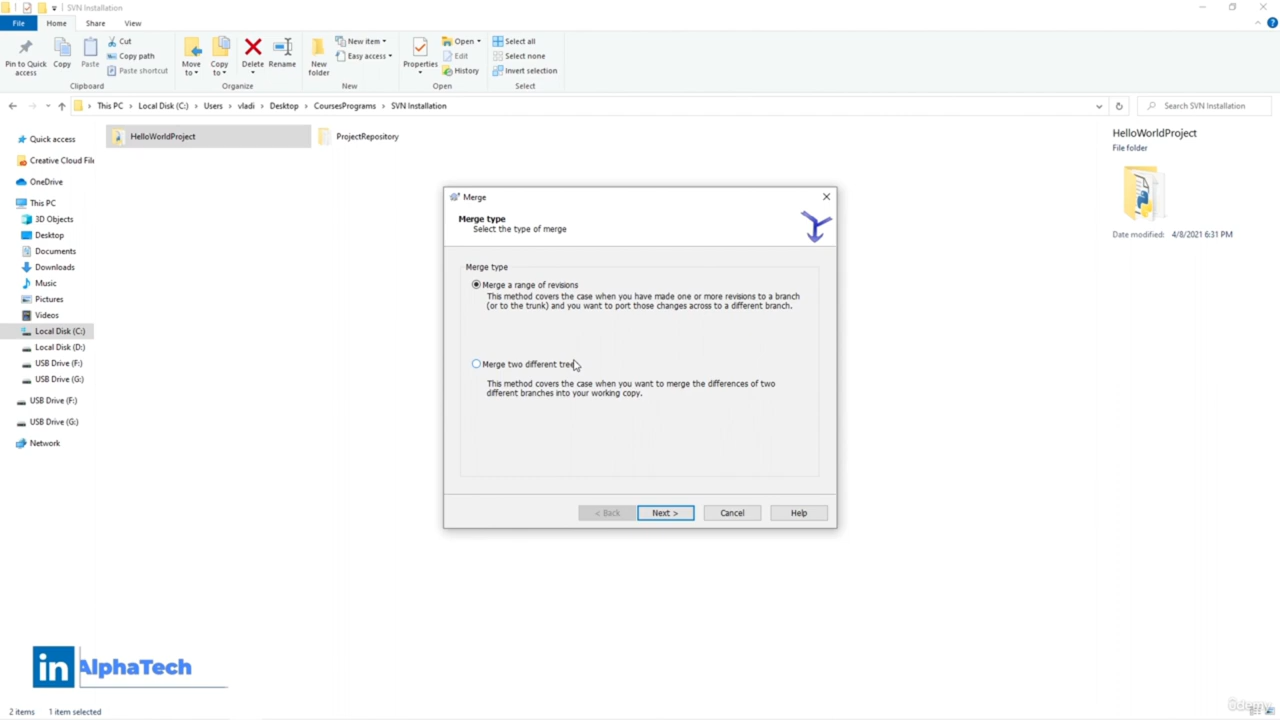 SVN Installation
File
Home
Share
View
Pin to Quick access
Copy
Paste
Cut
Copy path
Paste shortcut
Clipboard
Move to
Copy to
Delete
Rename
Organize
New folder
New item
Easy access
New
Properties
Open
Edit
History
Open
Select all
Select none
Invert selection
Select
This PC > Local Disk (C:) > Users > vladi > Desktop > CoursesPrograms > SVN Installation
Search SVN Installation
Quick access
Creative Cloud File
OneDrive
This PC
3D Objects
Desktop
Documents
Downloads
Music
Pictures
Videos
Local Disk (C:)
Local Disk (D:)
USB Drive (F:)
USB Drive (G:)
USB Drive (F:)
USB Drive (G:)
Network
HelloWorldProject
ProjectRepository
HelloWorldProject
File folder
Date modified: 4/8/2021 6:31 PM
Merge
Merge type
Select the type of merge
Merge type
Merge a range of revisions
This method covers the case when you have made one or more revisions to a branch
(or to the trunk) and you want to port those changes across to a different branch.
Merge two different tree
This method covers the case when you want to merge the differences of two
different branches into your working copy.
< Back
Next >
Cancel
Help
in AlphaTech
2 items
1 item selected
ûdemy